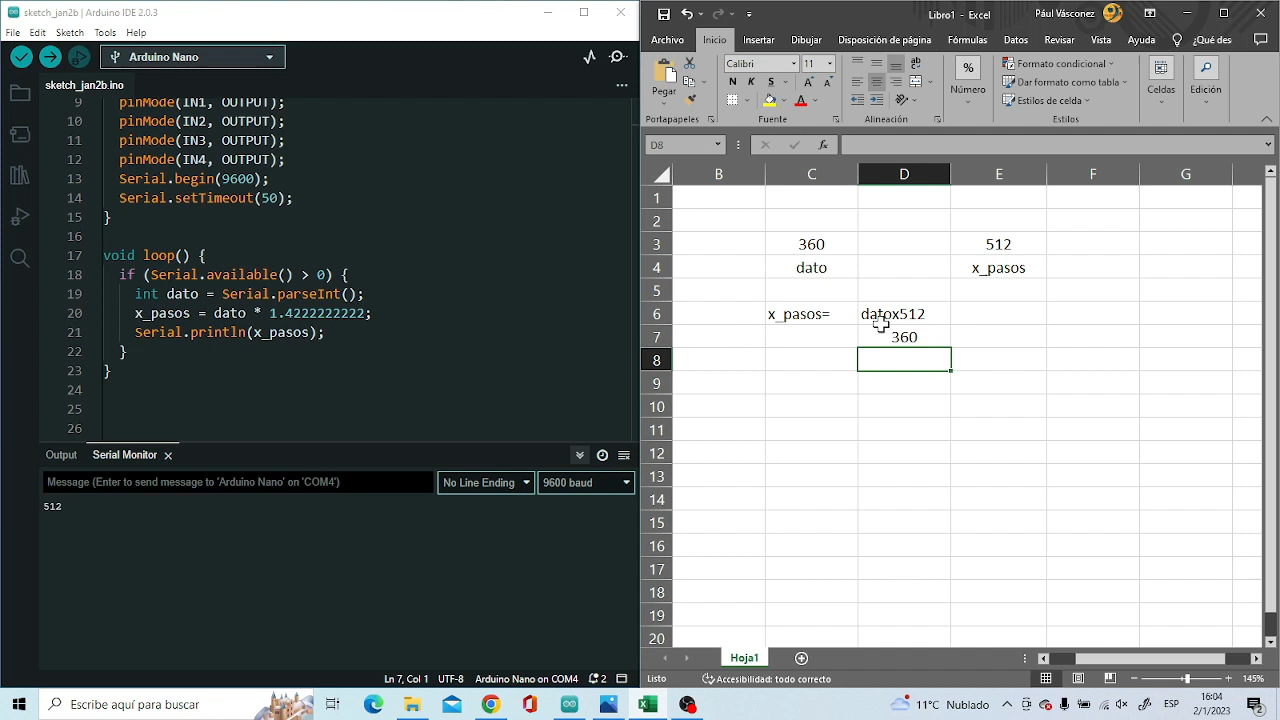 sketch_jan2b | Arduino IDE 2.0.3
File Edit Sketch Tools Help
Arduino Nano
sketch_jan2b.ino
9 pinMode(IN1, OUTPUT);
10 pinMode(IN2, OUTPUT);
11 pinMode(IN3, OUTPUT);
12 pinMode(IN4, OUTPUT);
13 Serial.begin(9600);
14 Serial.setTimeout(50);
15 }
16
17 void loop() {
18 if (Serial.available() > 0) {
19 int dato = Serial.parseInt();
20 x_pasos = dato * 1.4222222222;
21 Serial.println(x_pasos);
22 }
23 }
24
25
26
Output Serial Monitor
Message (Enter to send message to 'Arduino Nano' on 'COM4')
No Line Ending 9600 baud
512
Ln 7, Col 1 UTF-8 Arduino Nano on COM4 2
Libro1 - Excel
Archivo Inicio Insertar Dibujar Disposición de página Fórmulas Datos Revisar Vista Ayuda ¿Qué des
Pegar
Calibri 11
N K S
Formato condicional
Dar formato como tabla
Estilos de celda
Número
Celdas
Edición
Portapapeles Fuente Alineación Estilos
D8
fx
B C D E F G
1
2
3 360 512
4 dato x_pasos
5
6 x_pasos= datox512
7 360
8
9
10
11
12
13
14
15
16
17
18
19
20
Hoja1
Listo Accesibilidad: todo correcto 145%
Escribe aquí para buscar
11°C Nublado ESP 16:04
2/1/2023
2